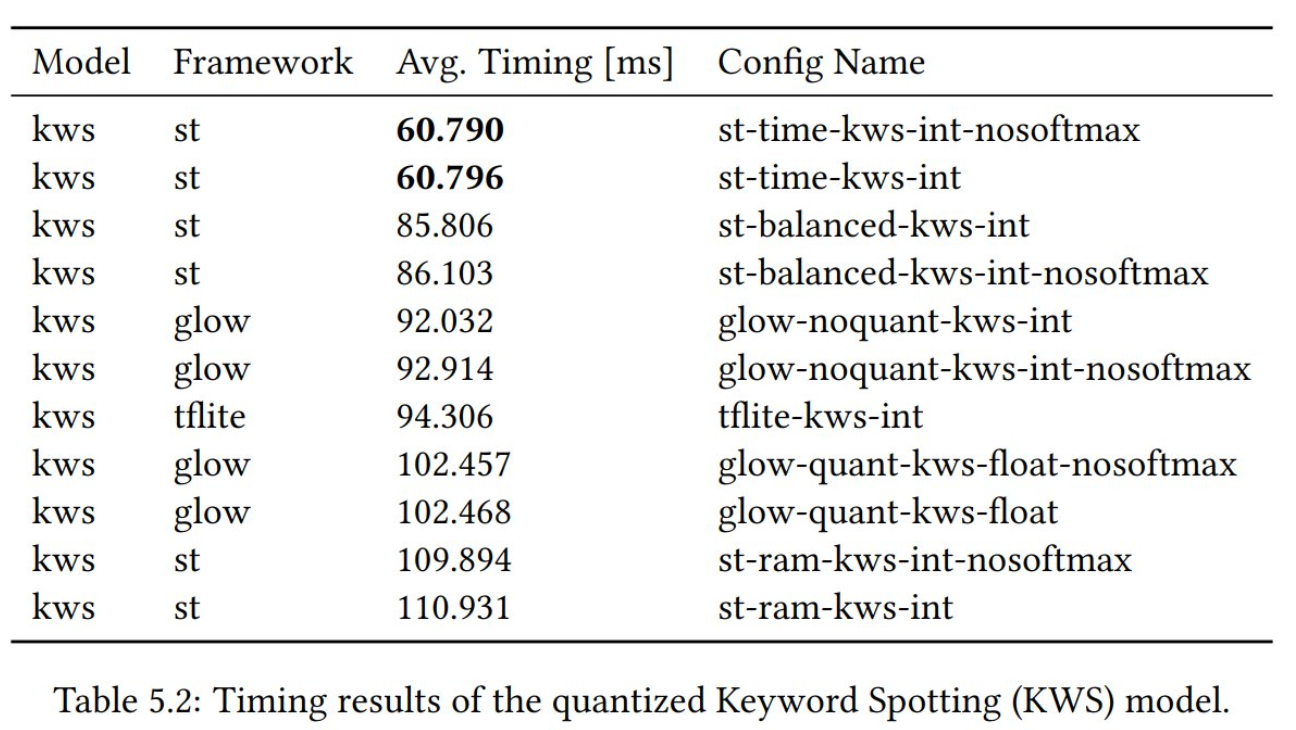 Model Framework Avg. Timing [ms] Config Name
kws st 60.790 st-time-kws-int-nosoftmax
kws st 60.796 st-time-kws-int
kws st 85.806 st-balanced-kws-int
kws st 86.103 st-balanced-kws-int-nosoftmax
kws glow 92.032 glow-noquant-kws-int
kws glow 92.914 glow-noquant-kws-int-nosoftmax
kws tflite 94.306 tflite-kws-int
kws glow 102.457 glow-quant-kws-float-nosoftmax
kws glow 102.468 glow-quant-kws-float
kws st 109.894 st-ram-kws-int-nosoftmax
kws st 110.931 st-ram-kws-int
Table 5.2: Timing results of the quantized Keyword Spotting (KWS) model.